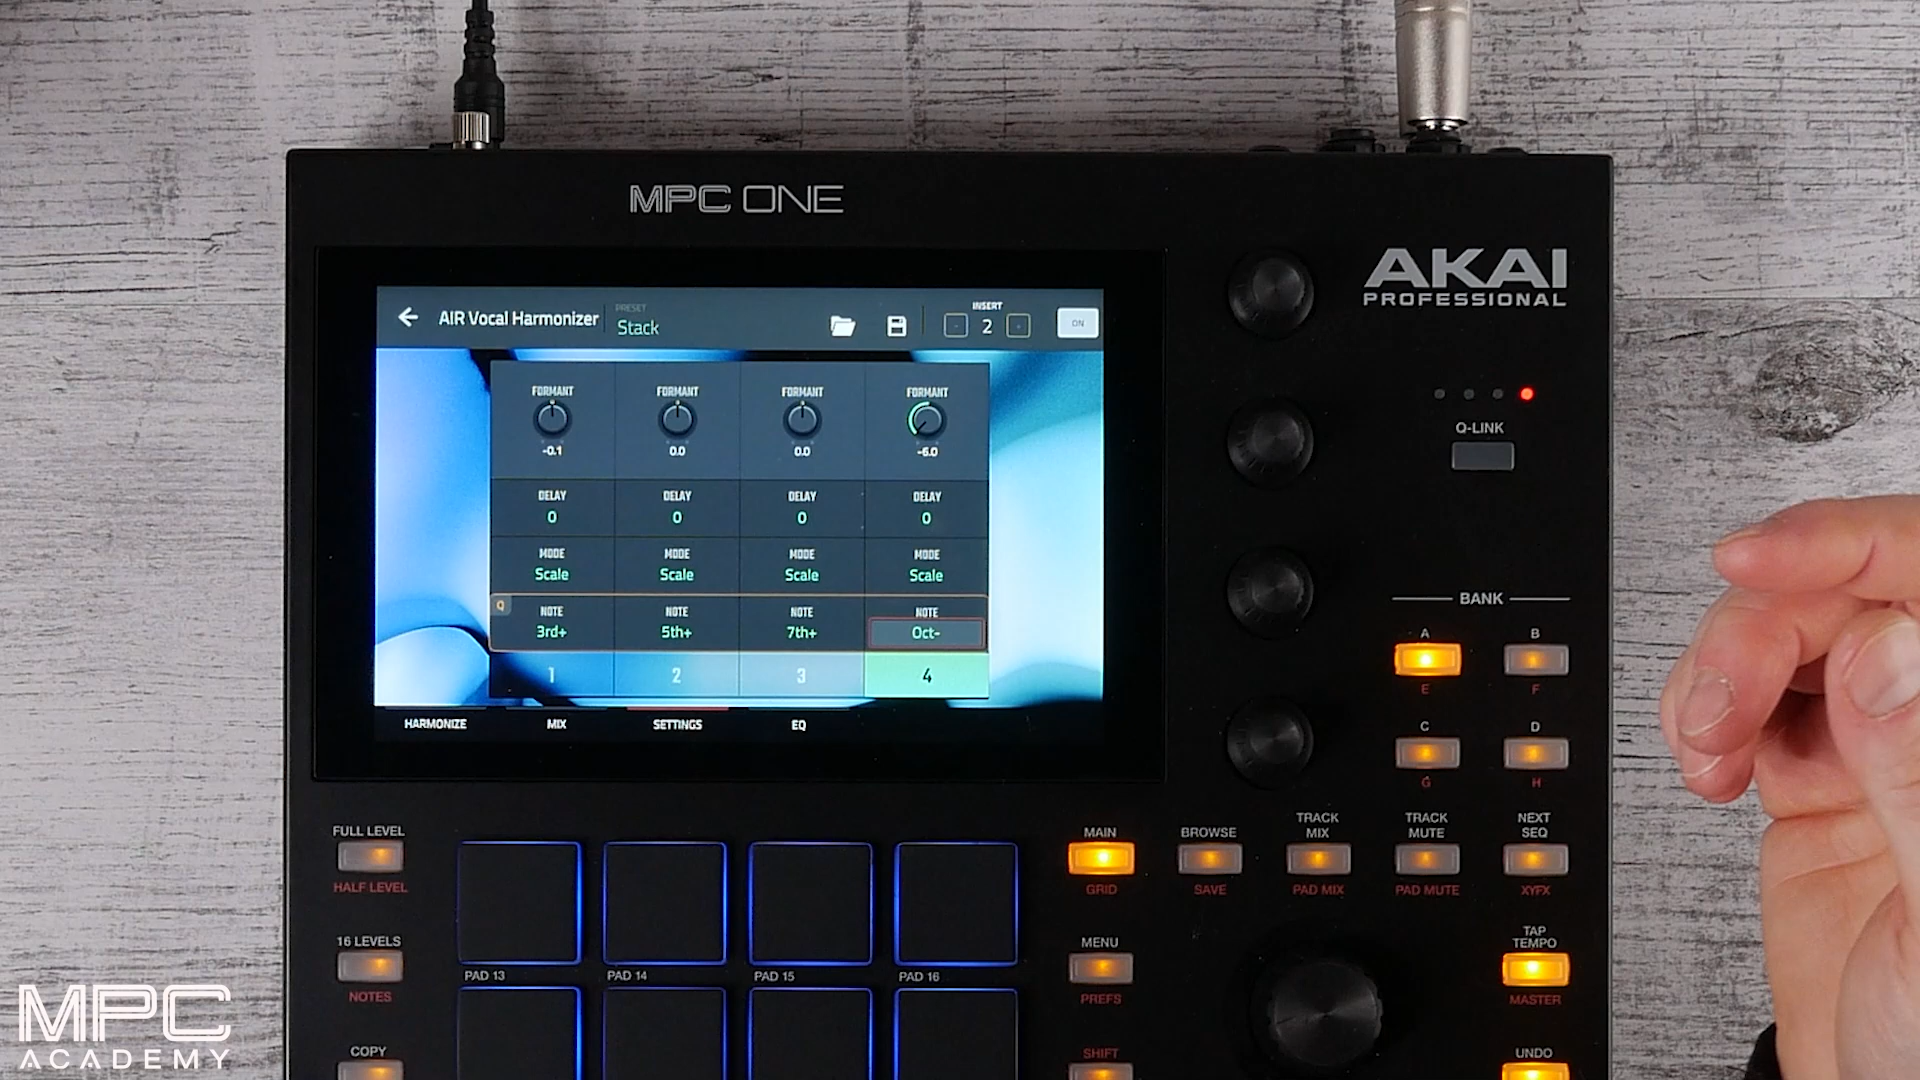 MPC ONE
AKAI
PROFESSIONAL
AIR Vocal Harmonizer
PRESET
Stack
INSERT
- 2 +
ON
FORMANT FORMANT FORMANT FORMANT
-0.1 0.0 0.0 -6.0
DELAY DELAY DELAY DELAY
0 0 0 0
MODE MODE MODE MODE
Scale Scale Scale Scale
Q
NOTE NOTE NOTE NOTE
3rd+ 5th+ 7th+ Oct-
1 2 3 4
HARMONIZE MIX SETTINGS EQ
Q-LINK
BANK
A B
E F
C D
G H
FULL LEVEL
HALF LEVEL
16 LEVELS
NOTES
COPY
PAD 13 PAD 14 PAD 15 PAD 16
MAIN
GRID
BROWSE
SAVE
TRACK
MIX
PAD MIX
TRACK
MUTE
PAD MUTE
NEXT
SEQ
XYFX
MENU
PREFS
TAP
TEMPO
MASTER
SHIFT
UNDO
MPC
ACADEMY